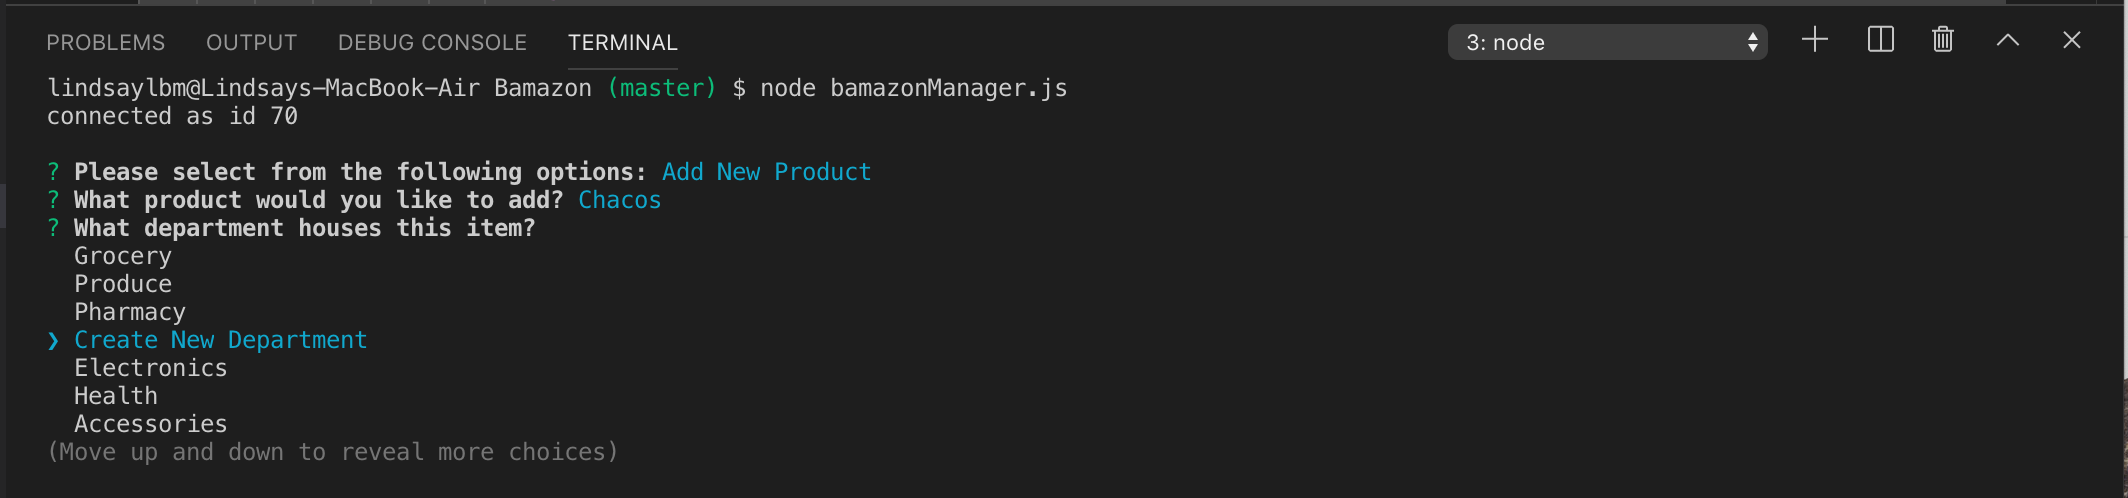 PROBLEMS OUTPUT DEBUG CONSOLE TERMINAL 3: node
lindsaylbm@Lindsays-MacBook-Air Bamazon (master) $ node bamazonManager.js
connected as id 70
? Please select from the following options: Add New Product
? What product would you like to add? Chacos
? What department houses this item?
Grocery
Produce
Pharmacy
❯ Create New Department
Electronics
Health
Accessories
(Move up and down to reveal more choices)